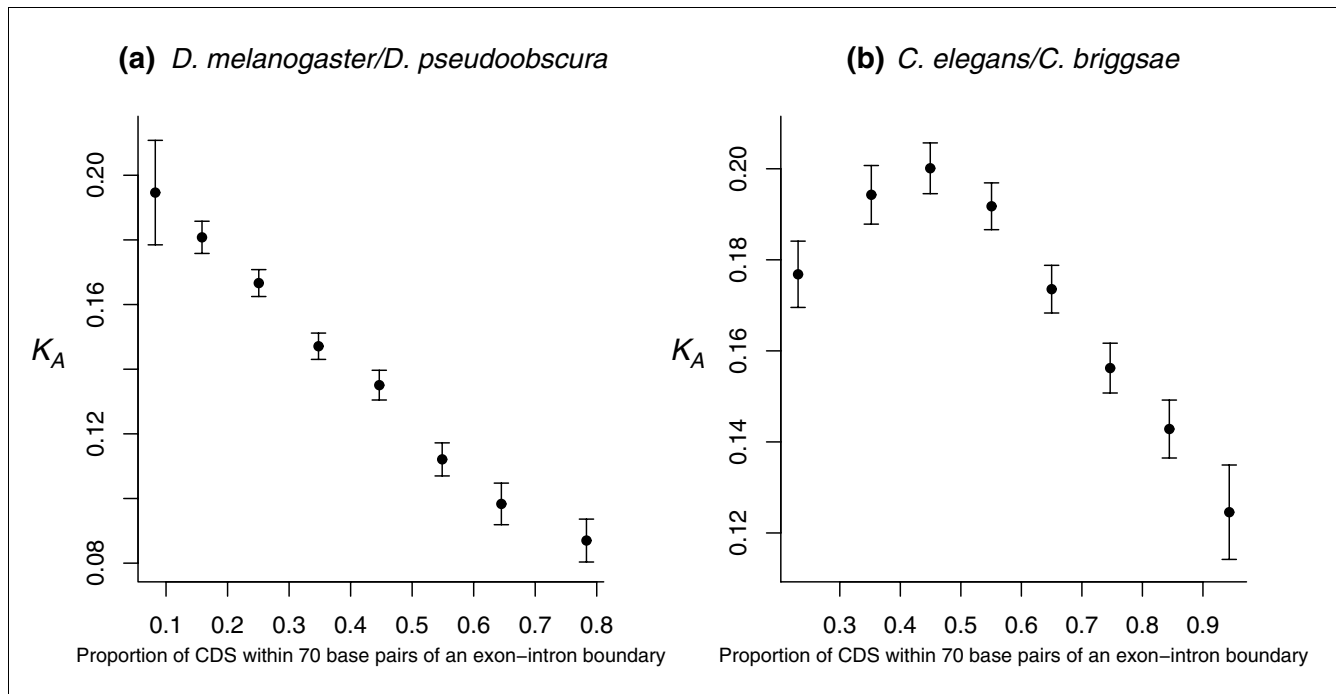 (a) D. melanogaster/D. pseudoobscura
K_A
0.20
0.16
0.12
0.08
0.1 0.2 0.3 0.4 0.5 0.6 0.7 0.8
Proportion of CDS within 70 base pairs of an exon−intron boundary
(b) C. elegans/C. briggsae
K_A
0.20
0.18
0.16
0.14
0.12
0.3 0.4 0.5 0.6 0.7 0.8 0.9
Proportion of CDS within 70 base pairs of an exon−intron boundary